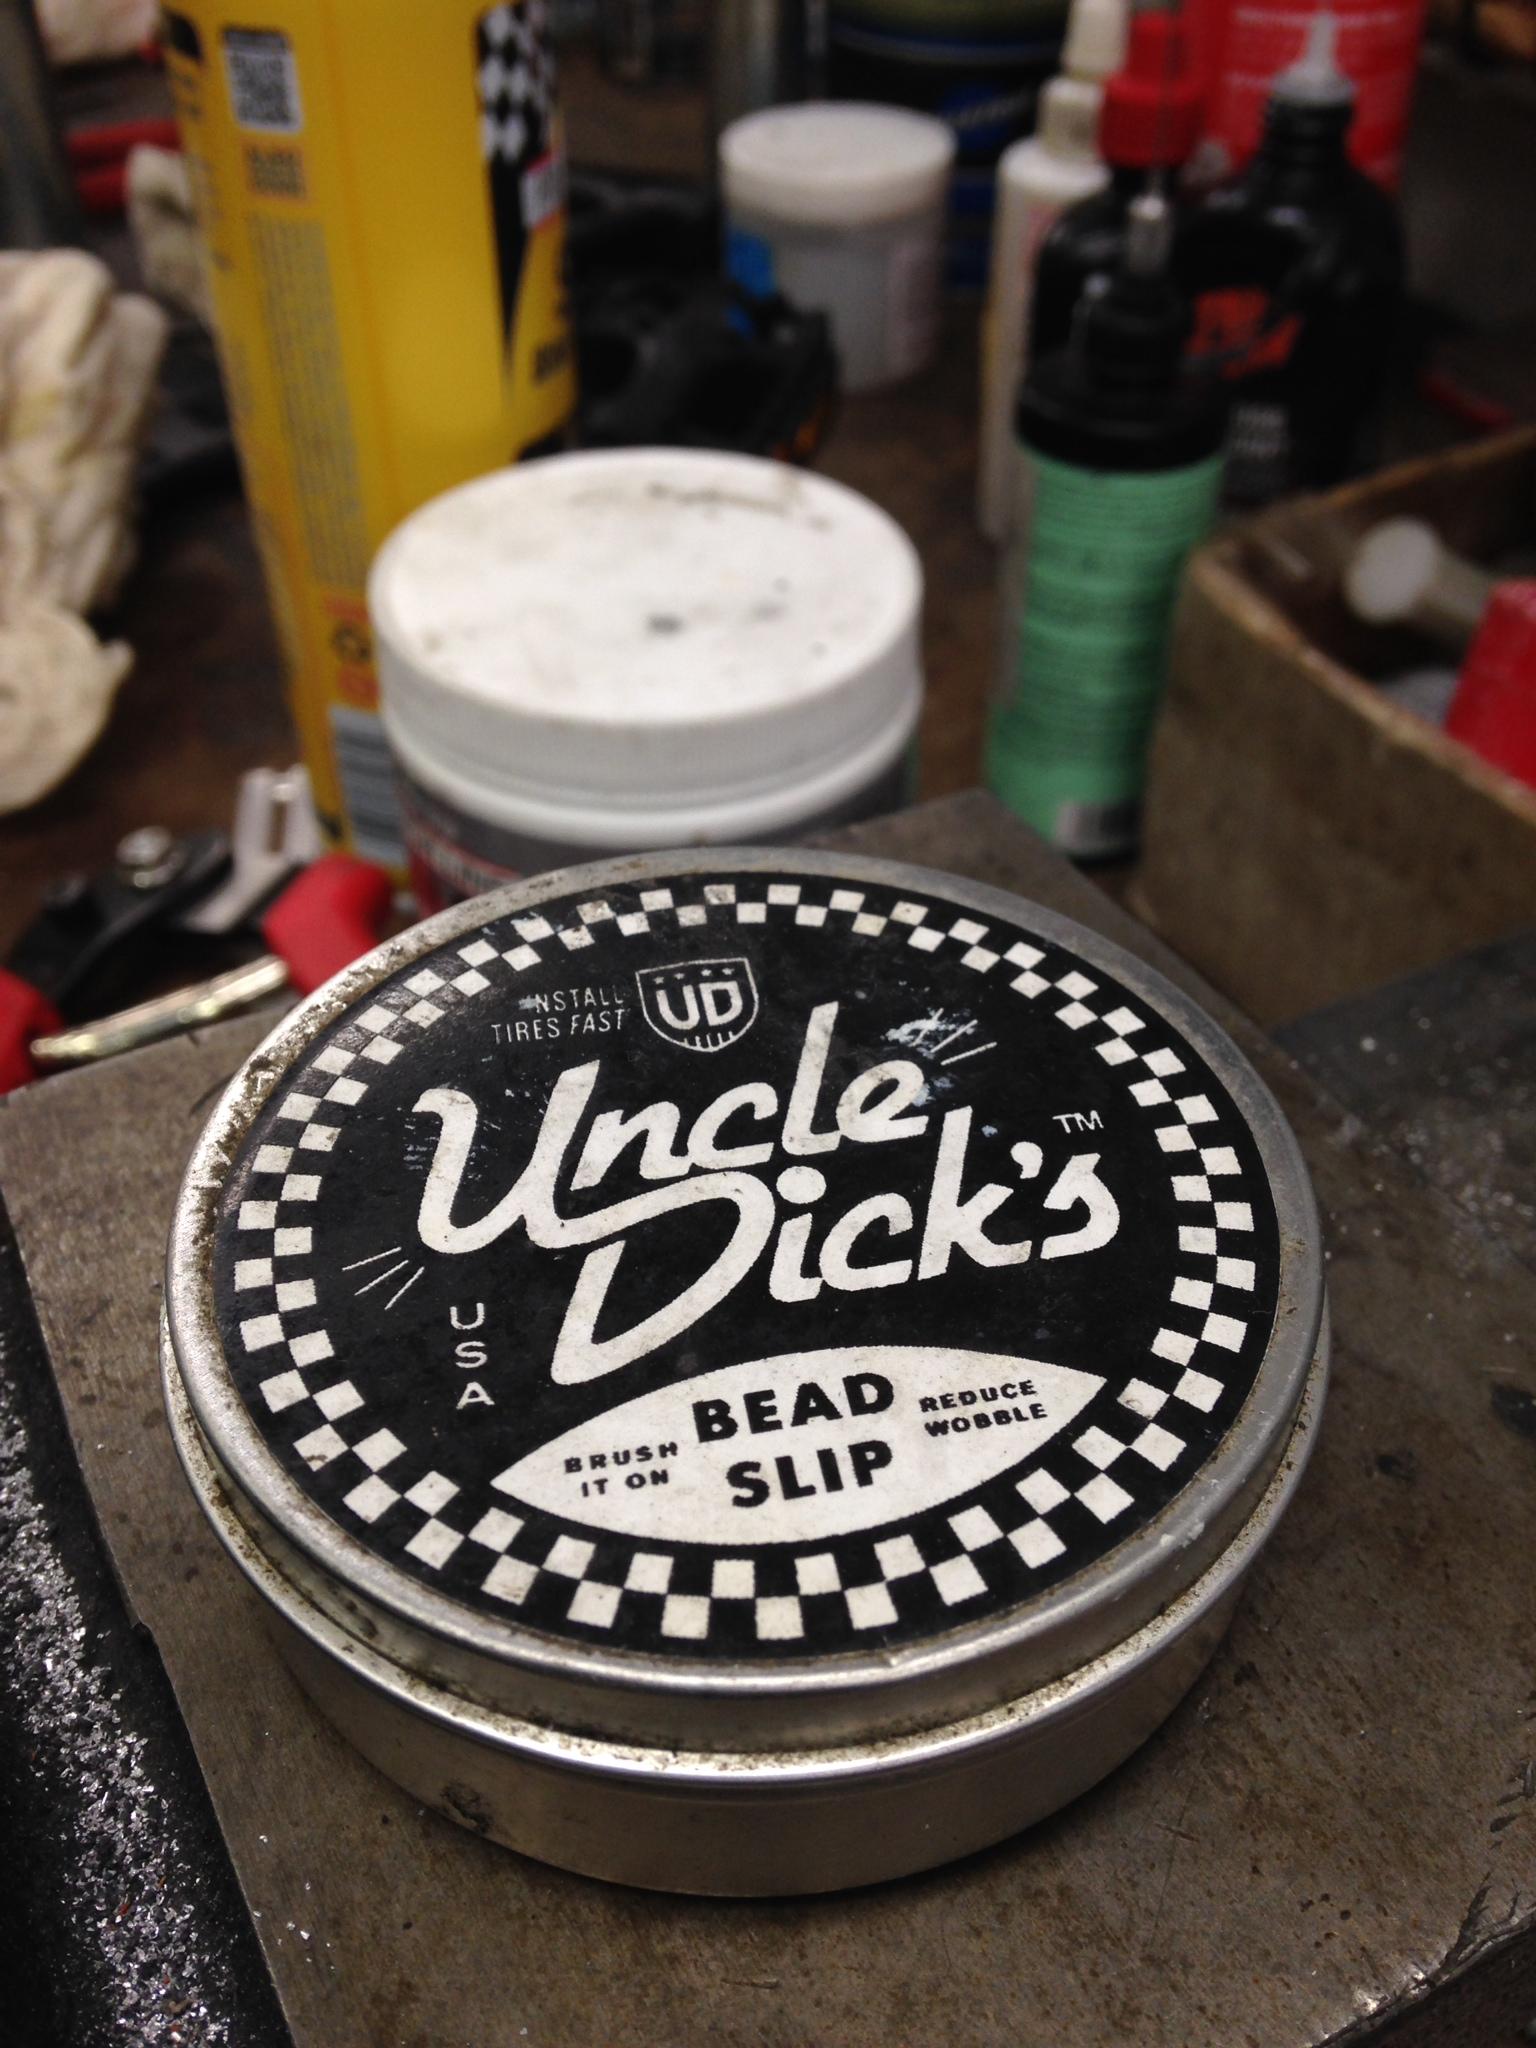 INSTALL
TIRES FAST
UD
Uncle
Dick's
TM
USA
BRUSH
IT ON
BEAD
SLIP
REDUCE
WOBBLE